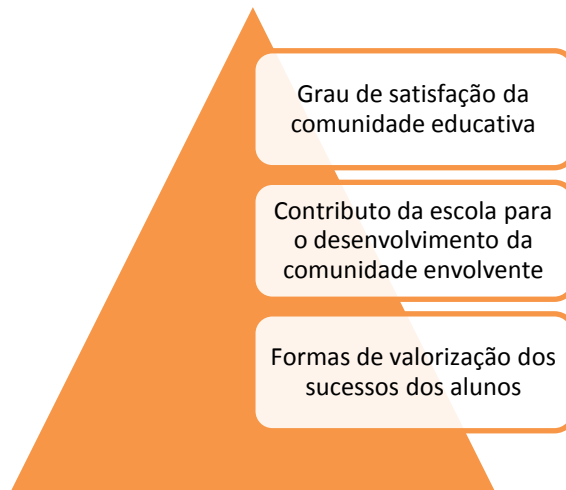 Grau de satisfação da
comunidade educativa
Contributo da escola para
o desenvolvimento da
comunidade envolvente
Formas de valorização dos
sucessos dos alunos